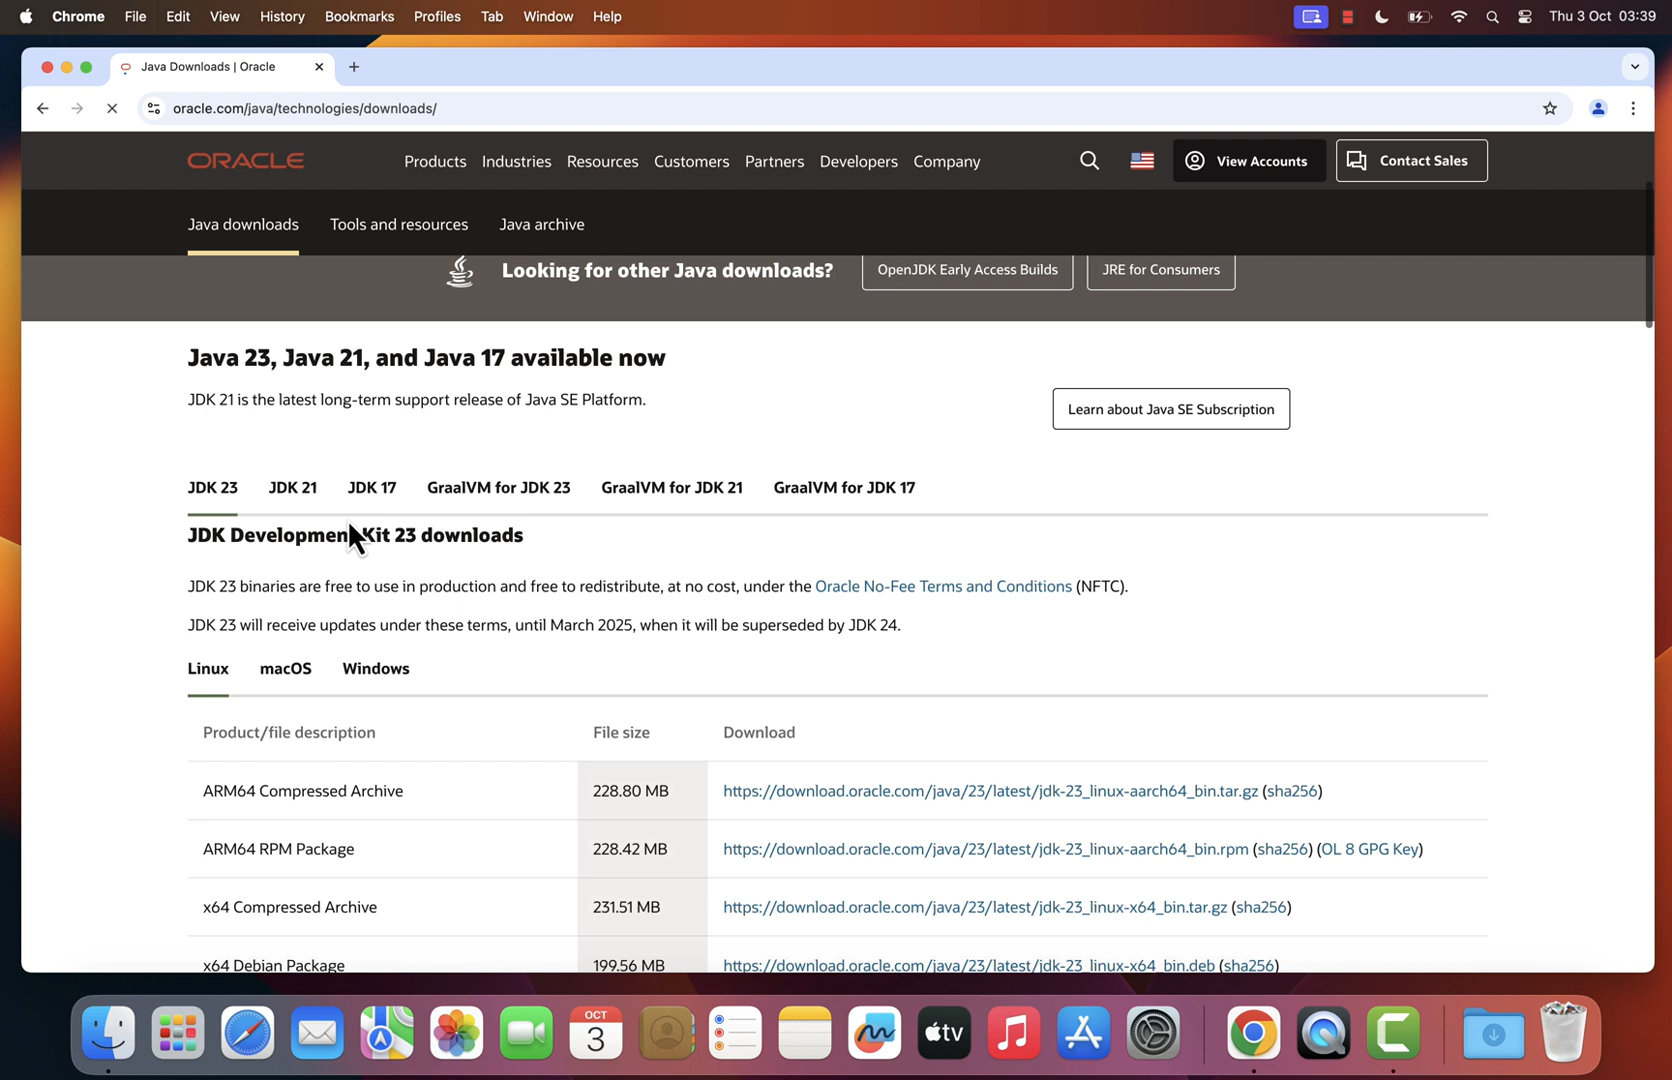 Chrome File Edit View History Bookmarks Profiles Tab Window Help Thu 3 Oct 03:39
Java Downloads | Oracle
oracle.com/java/technologies/downloads/
ORACLE Products Industries Resources Customers Partners Developers Company View Accounts Contact Sales
Java downloads Tools and resources Java archive
Looking for other Java downloads? OpenJDK Early Access Builds JRE for Consumers
Java 23, Java 21, and Java 17 available now
JDK 21 is the latest long-term support release of Java SE Platform.
Learn about Java SE Subscription
JDK 23 JDK 21 JDK 17 GraalVM for JDK 23 GraalVM for JDK 21 GraalVM for JDK 17
JDK Development Kit 23 downloads
JDK 23 binaries are free to use in production and free to redistribute, at no cost, under the Oracle No-Fee Terms and Conditions (NFTC).
JDK 23 will receive updates under these terms, until March 2025, when it will be superseded by JDK 24.
Linux macOS Windows
Product/file description File size Download
ARM64 Compressed Archive 228.80 MB https://download.oracle.com/java/23/latest/jdk-23_linux-aarch64_bin.tar.gz (sha256)
ARM64 RPM Package 228.42 MB https://download.oracle.com/java/23/latest/jdk-23_linux-aarch64_bin.rpm (sha256) (OL 8 GPG Key)
x64 Compressed Archive 231.51 MB https://download.oracle.com/java/23/latest/jdk-23_linux-x64_bin.tar.gz (sha256)
x64 Debian Package 199.56 MB https://download.oracle.com/java/23/latest/jdk-23_linux-x64_bin.deb (sha256)
OCT
3
tv